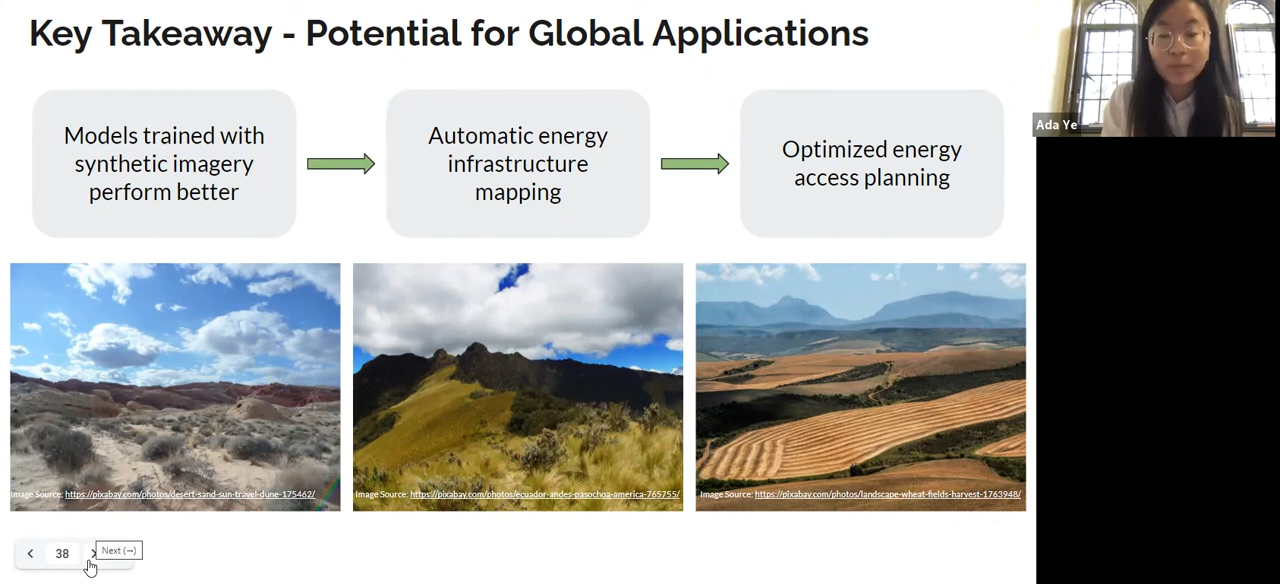 Key Takeaway - Potential for Global Applications
Models trained with
synthetic imagery
perform better
Automatic energy
infrastructure
mapping
Optimized energy
access planning
Ada Ye
Image Source: https://pixabay.com/photos/desert-sand-sun-travel-dune-175462/
Image Source: https://pixabay.com/photos/ecuador-andes-pasochoa-america-765755/
Image Source: https://pixabay.com/photos/landscape-wheat-fields-harvest-1763948/
38
Next (→)